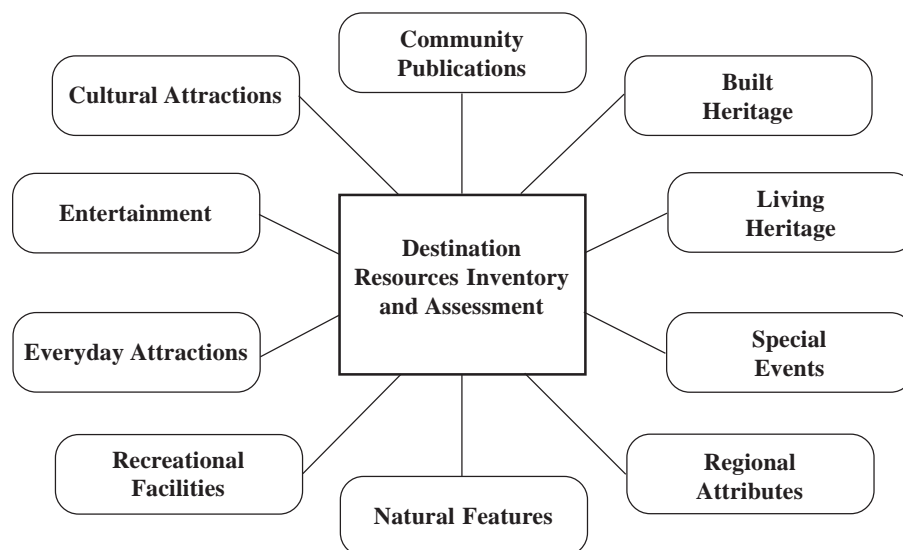 Community
Publications
Cultural Attractions
Built
Heritage
Entertainment
Living
Heritage
Destination
Resources Inventory
and Assessment
Everyday Attractions
Special
Events
Recreational
Facilities
Regional
Attributes
Natural Features